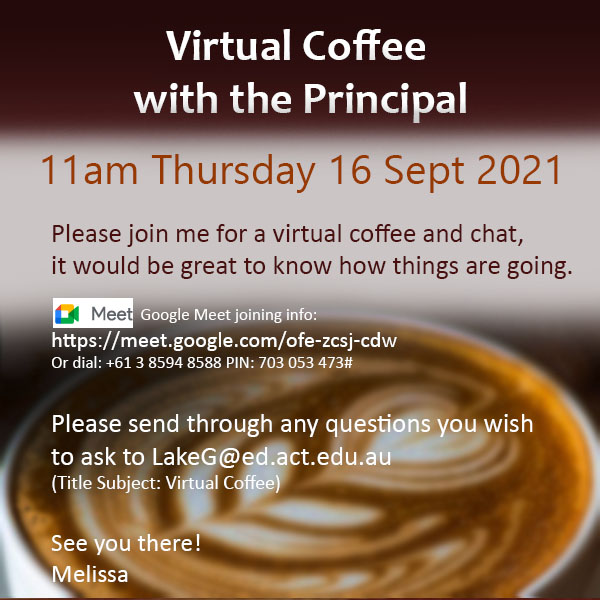 Virtual Coffee
with the Principal
11am Thursday 16 Sept 2021
Please join me for a virtual coffee and chat,
it would be great to know how things are going.
Meet Google Meet joining info:
https://meet.google.com/ofe-zcsj-cdw
Or dial: +61 3 8594 8588 PIN: 703 053 473#
Please send through any questions you wish
to ask to LakeG@ed.act.edu.au
(Title Subject: Virtual Coffee)
See you there!
Melissa